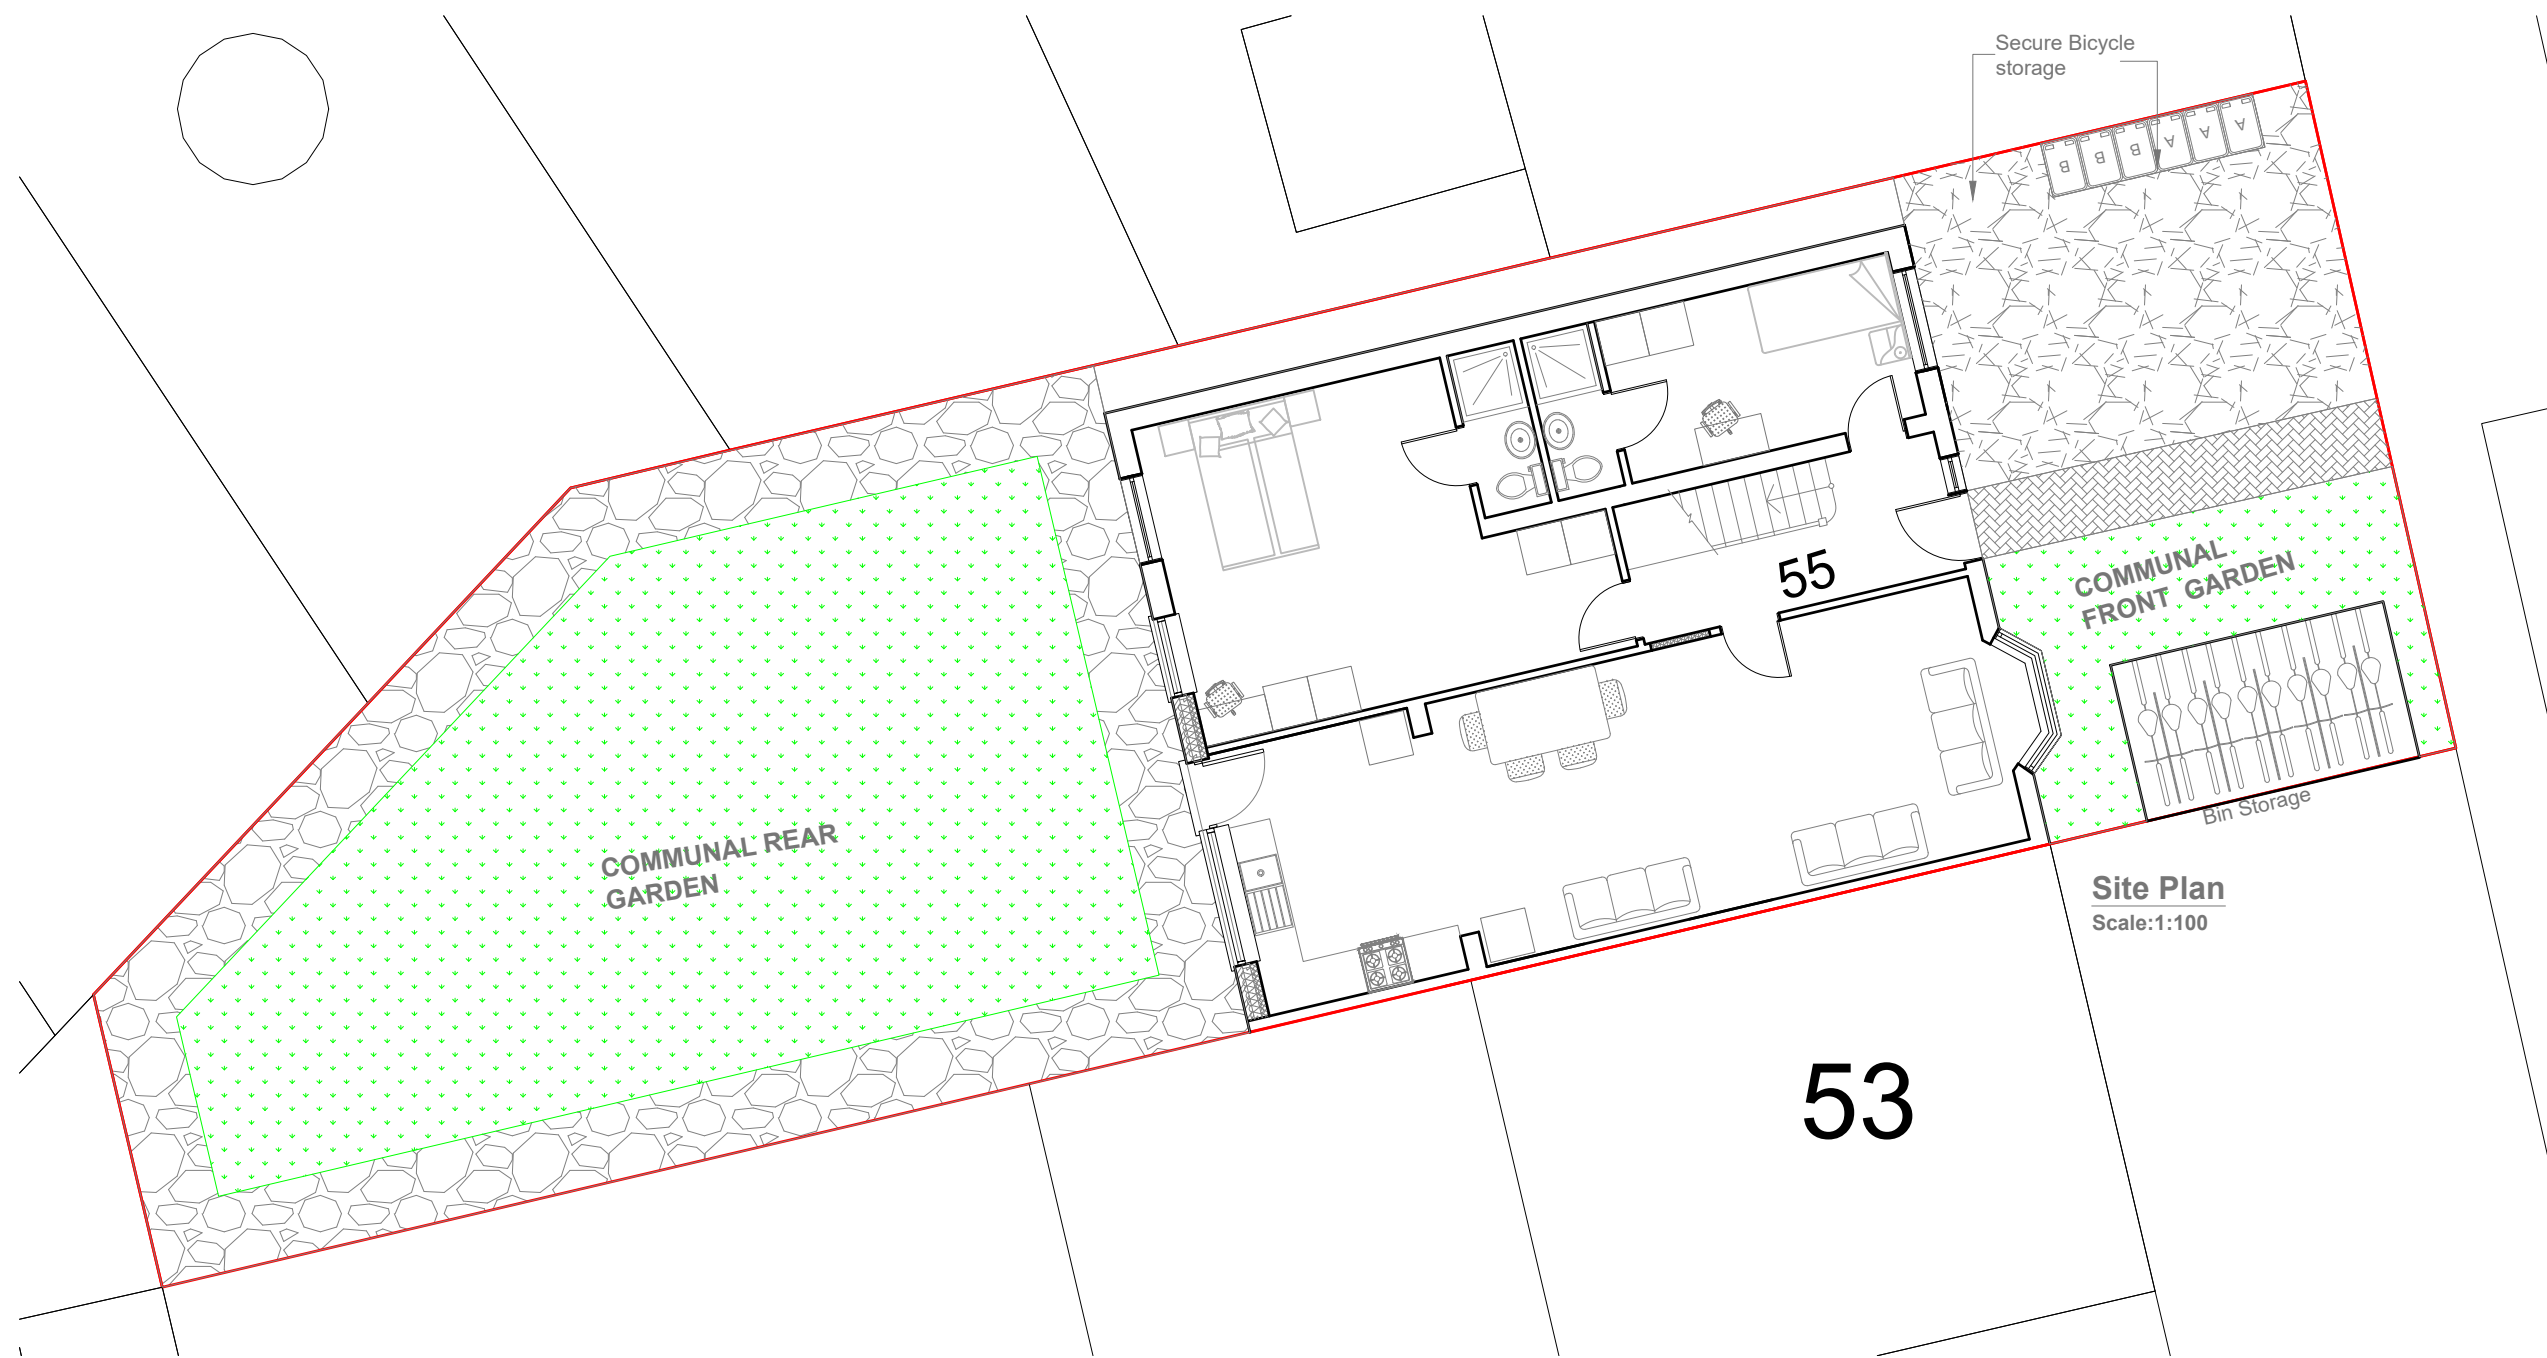 Secure Bicycle
storage
B B B A A A
55
COMMUNAL
FRONT GARDEN
COMMUNAL REAR
GARDEN
Bin Storage
Site Plan
Scale:1:100
53